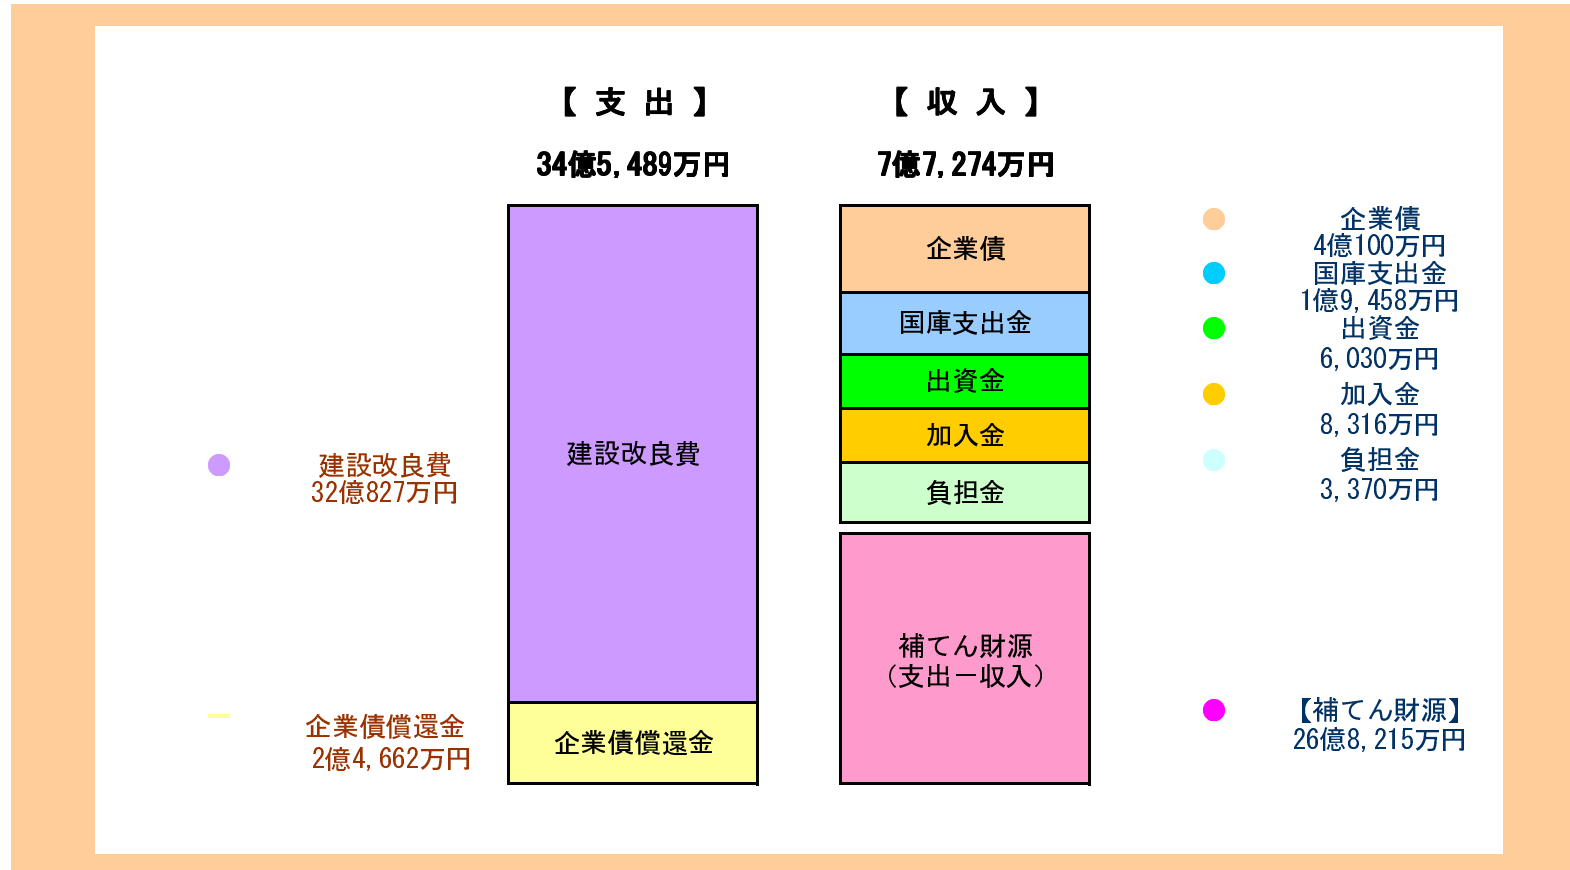 【 支 出 】
34億5,489万円
建設改良費
企業債償還金
建設改良費
32億827万円
企業債償還金
2億4,662万円
【 収 入 】
7億7,274万円
企業債
国庫支出金
出資金
加入金
負担金
補てん財源
（支出－収入）
企業債
4億100万円
国庫支出金
1億9,458万円
出資金
6,030万円
加入金
8,316万円
負担金
3,370万円
【補てん財源】
26億8,215万円